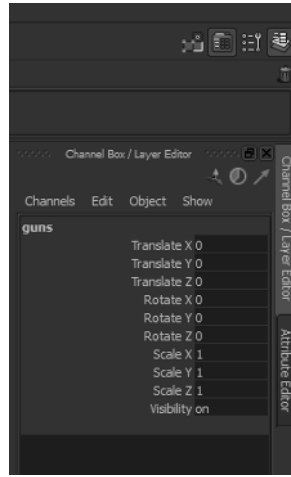 Channel Box / Layer Editor
Channels Edit Object Show
guns
Translate X 0
Translate Y 0
Translate Z 0
Rotate X 0
Rotate Y 0
Rotate Z 0
Scale X 1
Scale Y 1
Scale Z 1
Visibility on
Channel Box / Layer Editor
Attribute Editor